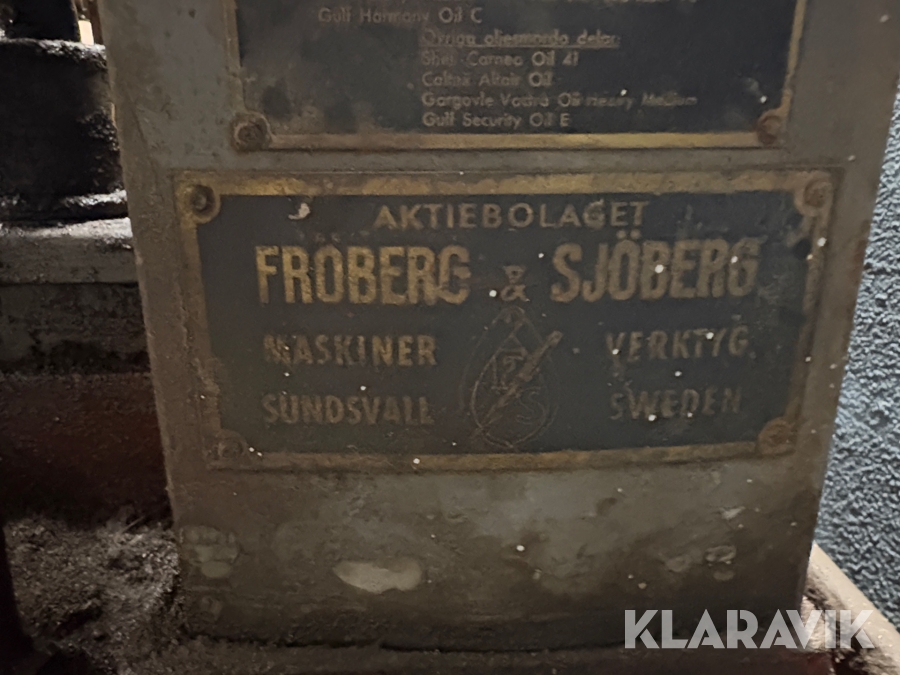 Gulf Harmony Oil C
Övriga oljesmorda delar:
Shell Carnea Oil 41
Caltex Altair Oil
Gargoyle Vactra Oil Heavy Medium
Gulf Security Oil E
AKTIEBOLAGET
FRÖBERG & SJÖBERG
MASKINER VERKTYG
F&S
SUNDSVALL SWEDEN
KLARAVIK